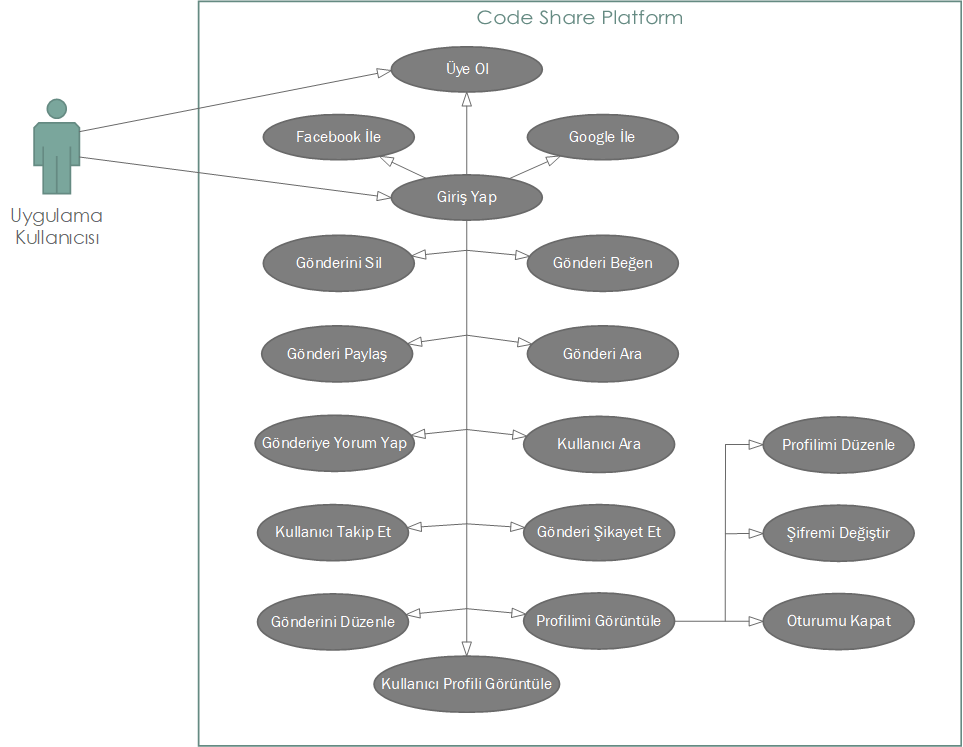 Code Share Platform
Üye Ol
Facebook İle
Google İle
Giriş Yap
Uygulama
Kullanıcısı
Gönderini Sil
Gönderi Beğen
Gönderi Paylaş
Gönderi Ara
Gönderiye Yorum Yap
Kullanıcı Ara
Profilimi Düzenle
Kullanıcı Takip Et
Gönderi Şikayet Et
Şifremi Değiştir
Gönderini Düzenle
Profilimi Görüntüle
Oturumu Kapat
Kullanıcı Profili Görüntüle